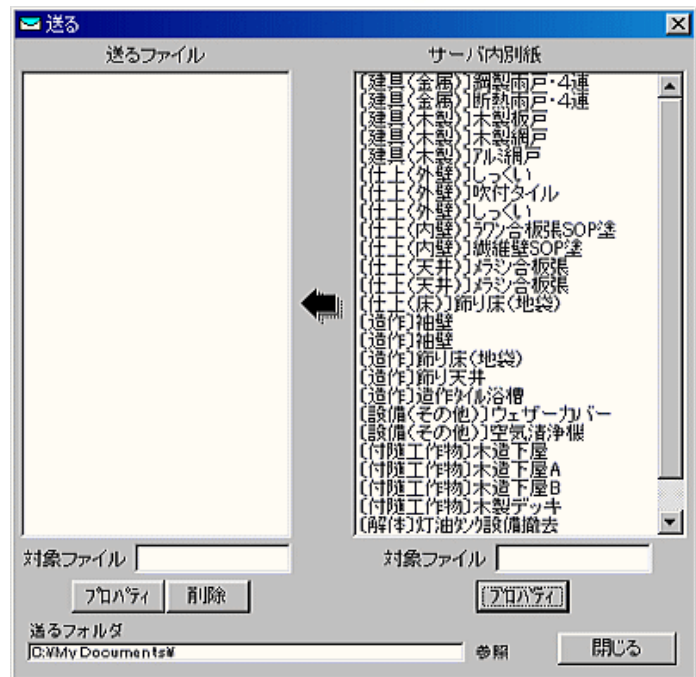 送る
送るファイル
サーバ内別紙
[建具(金属)]鋼製雨戸・4連
[建具(金属)]断熱雨戸・4連
[建具(木製)]木製板戸
[建具(木製)]木製網戸
[建具(木製)]アルミ網戸
[仕上(外壁)]しっくい
[仕上(外壁)]吹付タイル
[仕上(外壁)]しっくい
[仕上(内壁)]ラワン合板張SOP塗
[仕上(内壁)]繊維壁SOP塗
[仕上(天井)]メラミン合板張
[仕上(天井)]メラミン合板張
[仕上(床)]飾り床(地袋)
[造作]袖壁
[造作]袖壁
[造作]飾り床(地袋)
[造作]飾り天井
[造作]造作タイル浴槽
[設備(その他)]ウェザーカバー
[設備(その他)]空気清浄機
[付随工作物]木造下屋
[付随工作物]木造下屋A
[付随工作物]木造下屋B
[付随工作物]木製デッキ
[解体]灯油タンク設備撤去
対象ファイル
対象ファイル
プロパティ
削除
プロパティ
送るフォルダ
C:¥My Documents¥
参照
閉じる